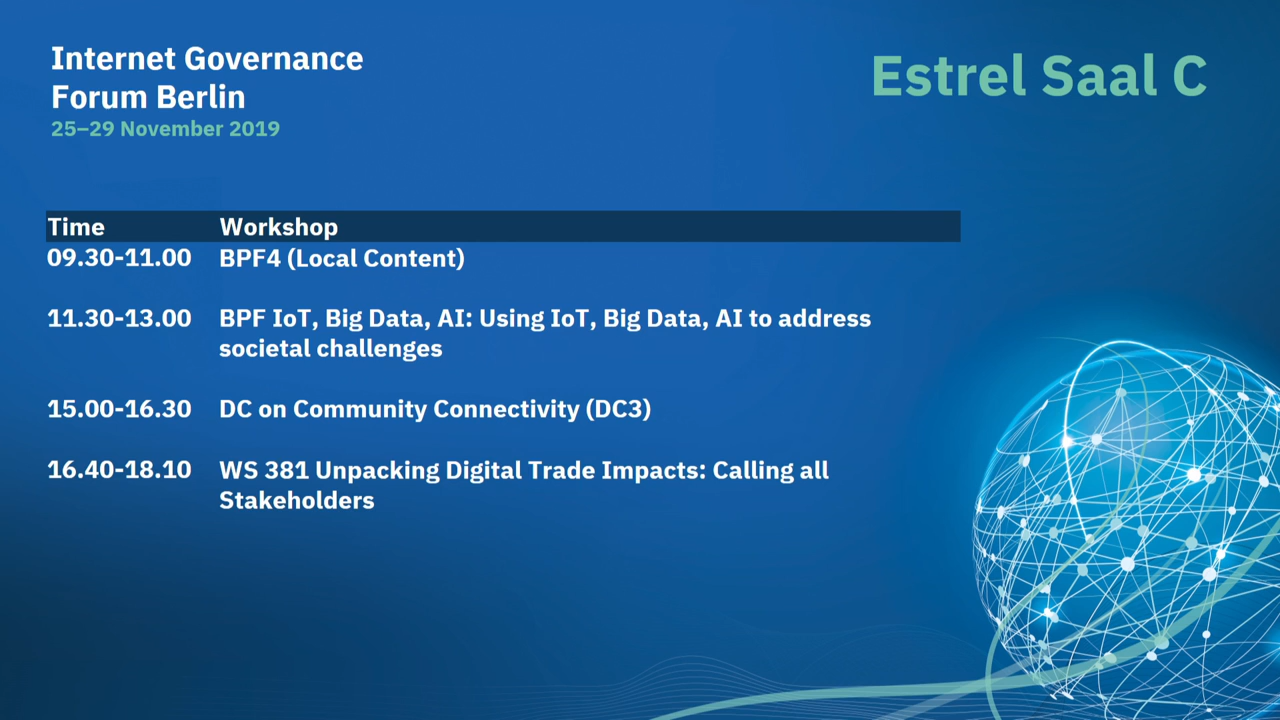 Internet Governance
Forum Berlin
25–29 November 2019
Estrel Saal C
Time Workshop
09.30-11.00 BPF4 (Local Content)
11.30-13.00 BPF IoT, Big Data, AI: Using IoT, Big Data, AI to address
societal challenges
15.00-16.30 DC on Community Connectivity (DC3)
16.40-18.10 WS 381 Unpacking Digital Trade Impacts: Calling all
Stakeholders